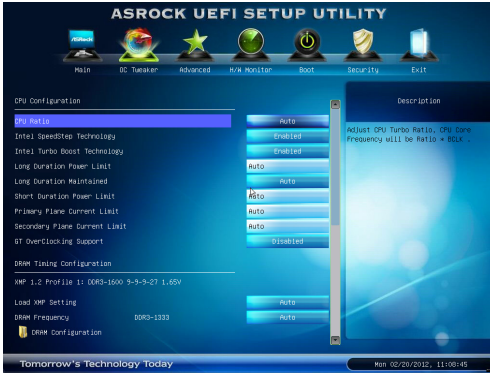 ASROCK UEFI SETUP UTILITY
ASRock
Main
OC Tweaker
Advanced
H/W Monitor
Boot
Security
Exit
CPU Configuration
CPU Ratio Auto
Intel SpeedStep Technology Enabled
Intel Turbo Boost Technology Enabled
Long Duration Power Limit Auto
Long Duration Maintained Auto
Short Duration Power Limit Auto
Primary Plane Current Limit Auto
Secondary Plane Current Limit Auto
GT OverClocking Support Disabled
DRAM Timing Configuration
XMP 1.2 Profile 1: DDR3-1600 9-9-9-27 1.65V
Load XMP Setting Auto
DRAM Frequency DDR3-1333 Auto
DRAM Configuration
Description
Adjust CPU Turbo Ratio, CPU Core
Frequency will be Ratio * BCLK .
Tomorrow's Technology Today
Mon 02/20/2012, 11:08:45